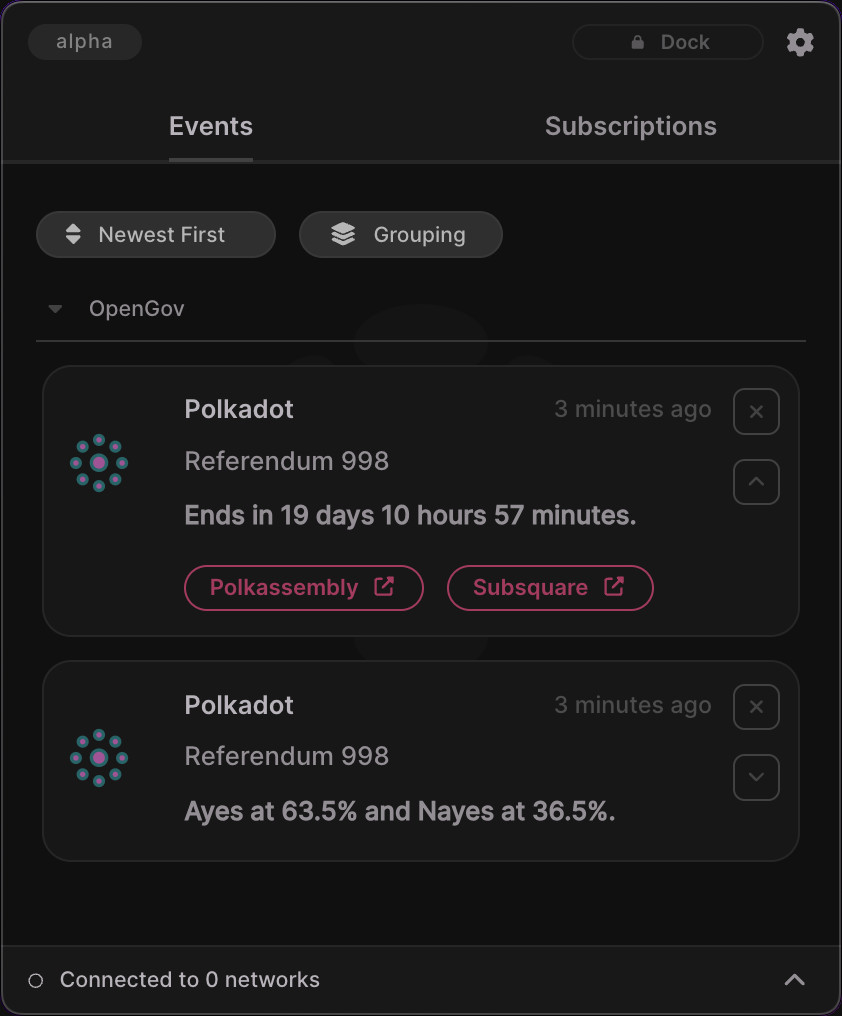 alpha
Dock
Events
Subscriptions
Newest First
Grouping
OpenGov
Polkadot
3 minutes ago
Referendum 998
Ends in 19 days 10 hours 57 minutes.
Polkassembly
Subsquare
Polkadot
3 minutes ago
Referendum 998
Ayes at 63.5% and Nayes at 36.5%.
Connected to 0 networks